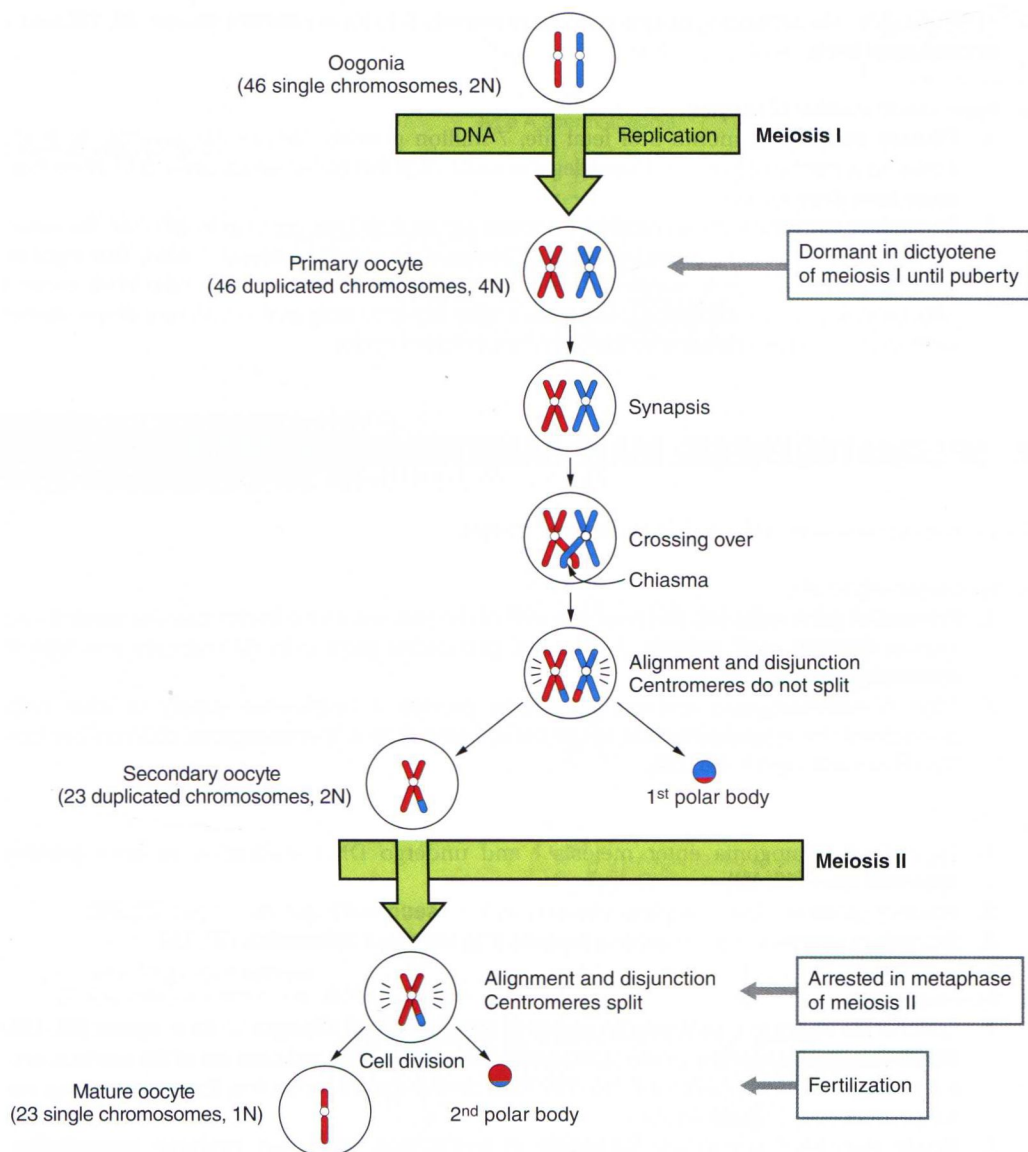 Oogonia
(46 single chromosomes, 2N)
DNA
Replication
Meiosis I
Primary oocyte
(46 duplicated chromosomes, 4N)
Dormant in dictyotene
of meiosis I until puberty
Synapsis
Crossing over
Chiasma
Alignment and disjunction
Centromeres do not split
Secondary oocyte
(23 duplicated chromosomes, 2N)
1st polar body
Meiosis II
Alignment and disjunction
Centromeres split
Arrested in metaphase
of meiosis II
Cell division
Mature oocyte
(23 single chromosomes, 1N)
2nd polar body
Fertilization